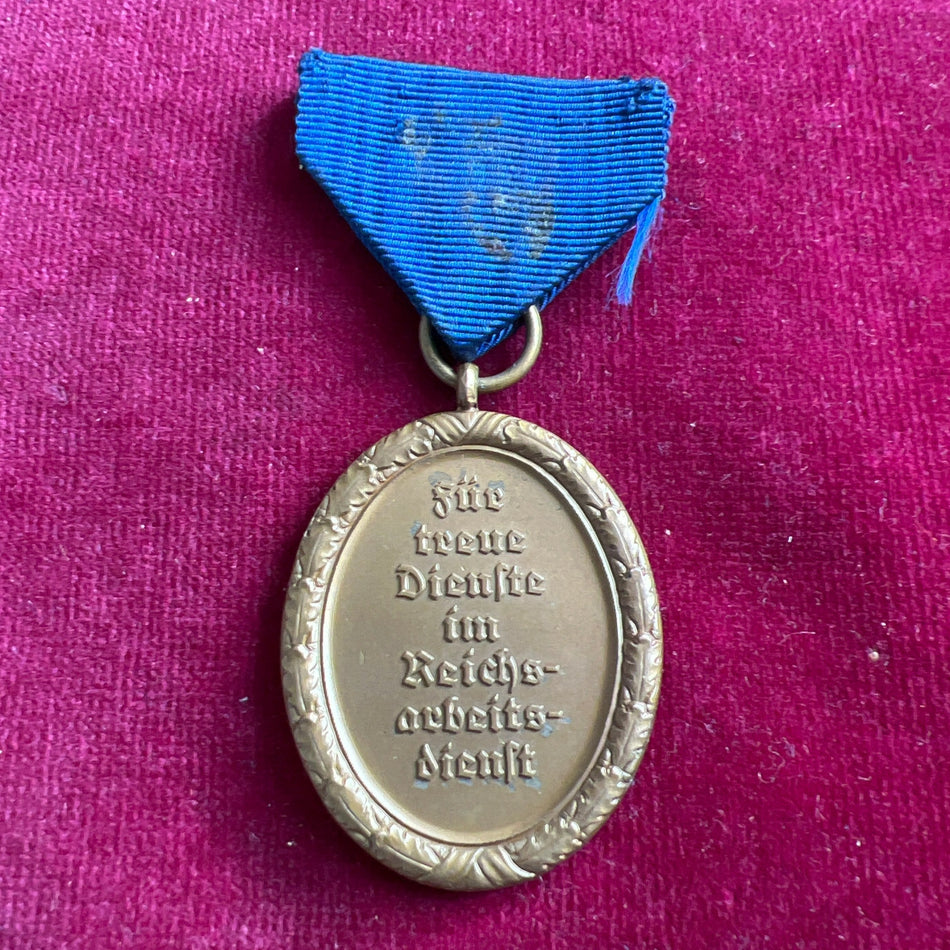 Für
treue
Dienſte
im
Reichs-
arbeits-
dienſt